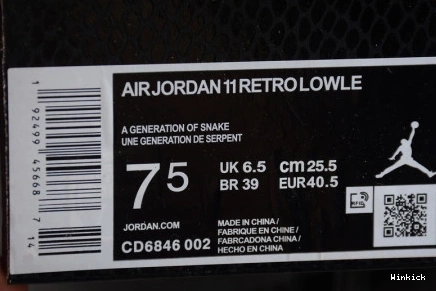 AIR JORDAN 11 RETRO LOW LE
A GENERATION OF SNAKE
UNE GENERATION DE SERPENT
7 5
UK 6.5 CM 25.5
BR 39 EUR 40.5
JORDAN.COM
CD6846 002
MADE IN CHINA /
FABRIQUE EN CHINE /
FABRCADONA CHINA /
HECHO EN CHINA
RFID
1 92499 45668 7 14
Winkick